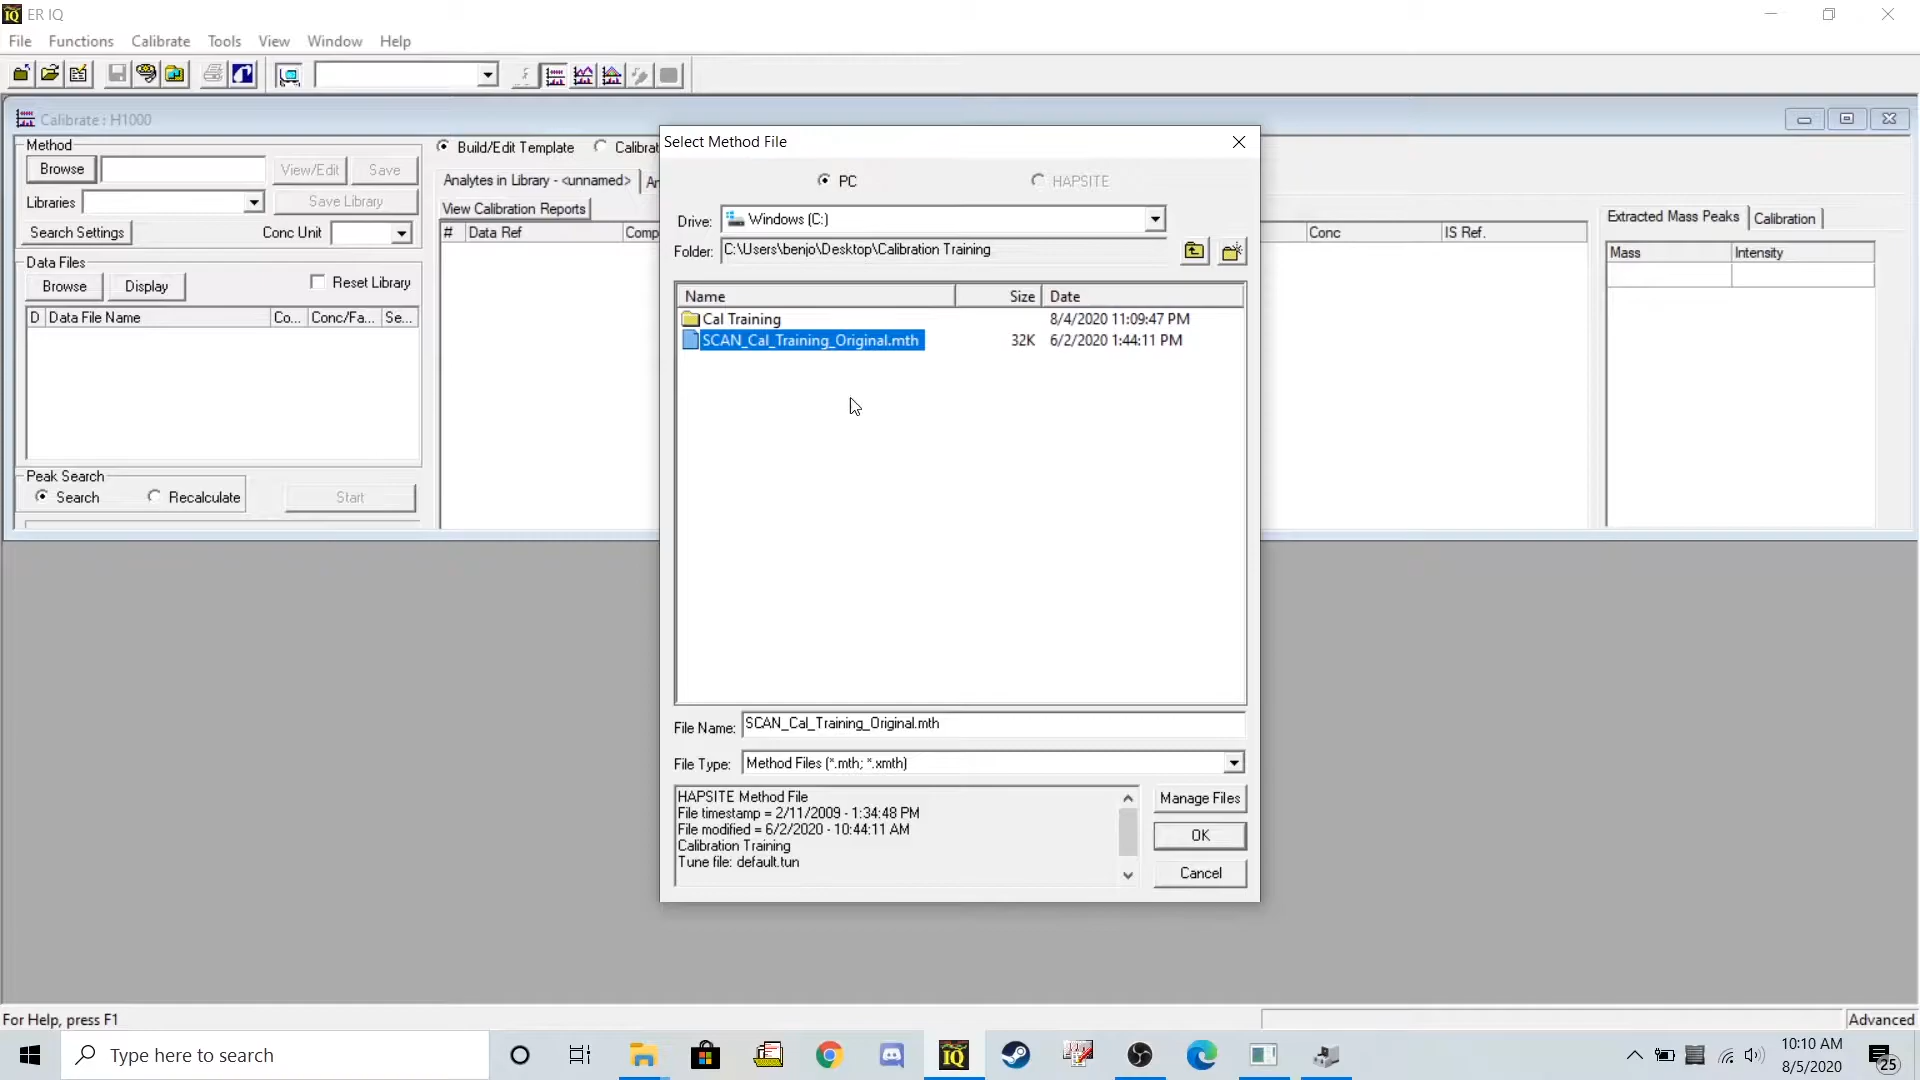 ER IQ
File Functions Calibrate Tools View Window Help
Calibrate : H1000
Method
Browse View/Edit Save
Libraries Save Library
Search Settings Conc Unit
Data Files
Browse Display Reset Library
D Data File Name Co... Conc/Fa... Se...
Peak Search
Search Recalculate Start
Build/Edit Template Calibrat
Analytes in Library - <unnamed> Ar
View Calibration Reports
# Data Ref Comp
Conc IS Ref.
Extracted Mass Peaks Calibration
Mass Intensity
Select Method File
PC HAPSITE
Drive: Windows (C:)
Folder: C:\Users\benjo\Desktop\Calibration Training
Name Size Date
Cal Training 8/4/2020 11:09:47 PM
SCAN_Cal_Training_Original.mth 32K 6/2/2020 1:44:11 PM
File Name: SCAN_Cal_Training_Original.mth
File Type: Method Files (*.mth; *.xmth)
HAPSITE Method File
File timestamp = 2/11/2009 - 1:34:48 PM
File modified = 6/2/2020 - 10:44:11 AM
Calibration Training
Tune file: default.tun
Manage Files
OK
Cancel
For Help, press F1
Advanced
Type here to search
IQ
10:10 AM
8/5/2020
25